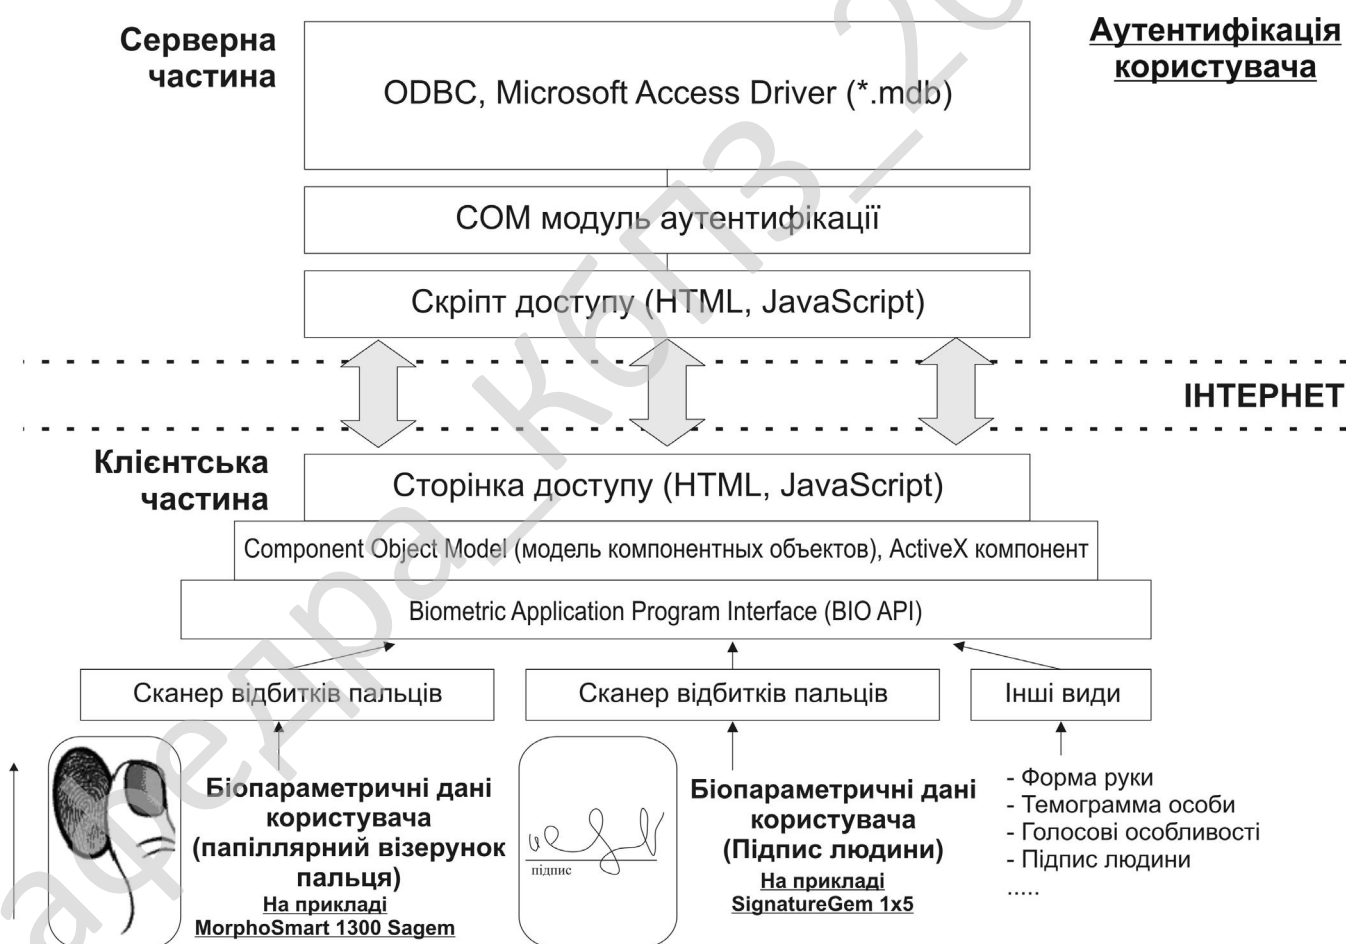 Серверна
частина
Аутентифікація
користувача
ODBC, Microsoft Access Driver (*.mdb)
COM модуль аутентифікації
Скріпт доступу (HTML, JavaScript)
ІНТЕРНЕТ
Клієнтська
частина
Сторінка доступу (HTML, JavaScript)
Component Object Model (модель компонентных объектов), ActiveX компонент
Biometric Application Program Interface (BIO API)
Сканер відбитків пальців
Сканер відбитків пальців
Інші види
Біопараметричні дані
користувача
(папіллярний візерунок
пальця)
На прикладі
MorphoSmart 1300 Sagem
підпис
Біопараметричні дані
користувача
(Підпис людини)
На прикладі
SignatureGem 1x5
- Форма руки
- Темограмма особи
- Голосові особливості
- Підпис людини
.....
афедра_КбПЗ_20